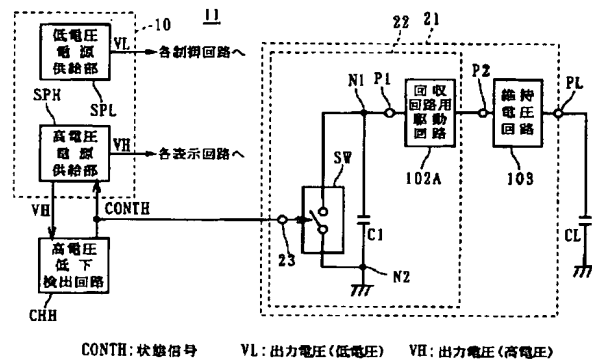 10
11
低電圧
電源
供給部
VL
各制御回路へ
SPH
SPL
高電圧
電源
供給部
VH
各表示回路へ
VH
CONTH
高電圧
低下
検出回路
CHH
22
21
N1
P1
回収
回路用
駆動
回路
102A
P2
維持
電圧
回路
103
PL
SW
23
C1
N2
CL
CONTH:状態信号 VL:出力電圧(低電圧) VH:出力電圧(高電圧)